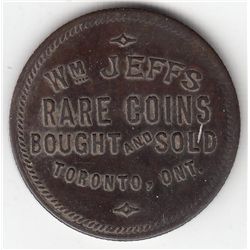 WM JEFFS
RARE COINS
BOUGHT AND SOLD
TORONTO, ONT.